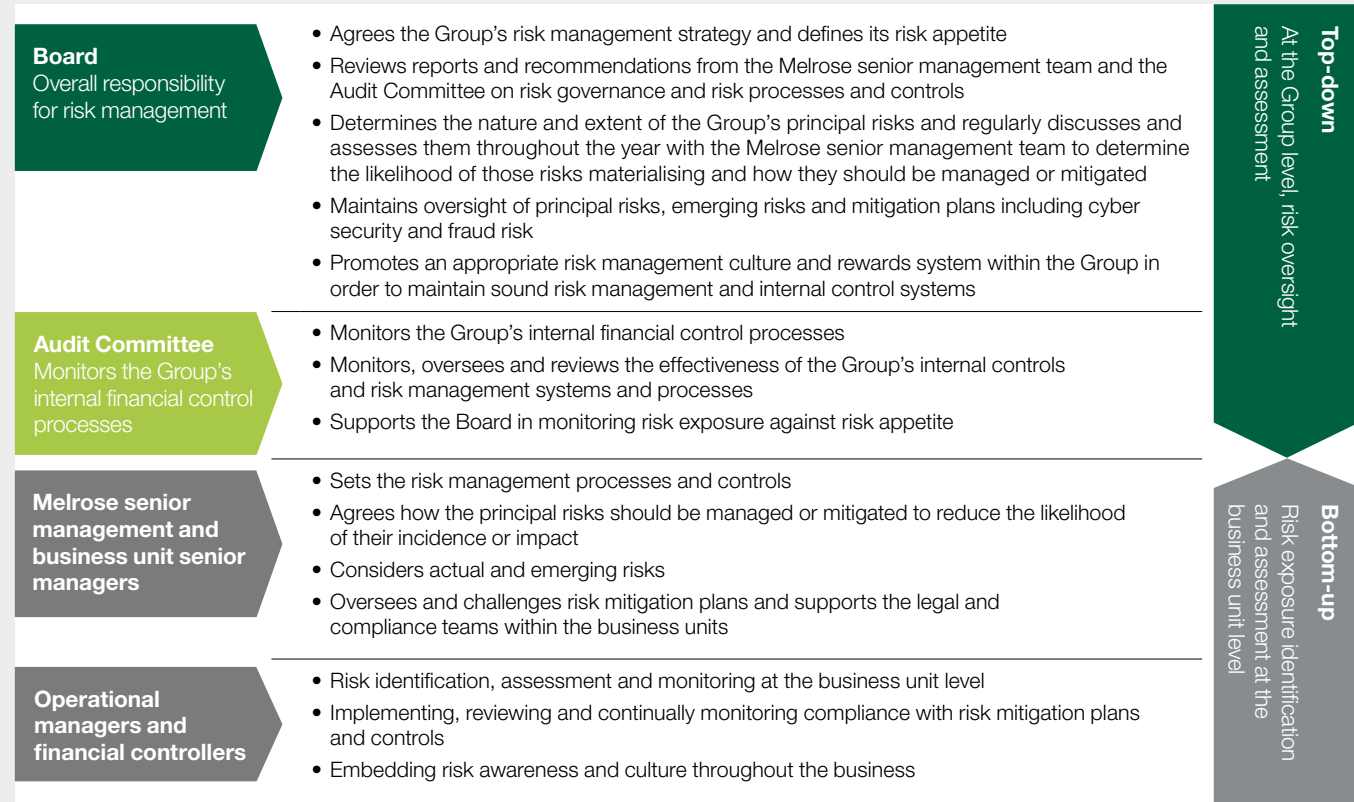 Board
Overall responsibility
for risk management
• Agrees the Group’s risk management strategy and defines its risk appetite
• Reviews reports and recommendations from the Melrose senior management team and the
Audit Committee on risk governance and risk processes and controls
• Determines the nature and extent of the Group’s principal risks and regularly discusses and
assesses them throughout the year with the Melrose senior management team to determine
the likelihood of those risks materialising and how they should be managed or mitigated
• Maintains oversight of principal risks, emerging risks and mitigation plans including cyber
security and fraud risk
• Promotes an appropriate risk management culture and rewards system within the Group in
order to maintain sound risk management and internal control systems
Audit Committee
Monitors the Group’s
internal financial control
processes
• Monitors the Group’s internal financial control processes
• Monitors, oversees and reviews the effectiveness of the Group’s internal controls
and risk management systems and processes
• Supports the Board in monitoring risk exposure against risk appetite
Melrose senior
management and
business unit senior
managers
• Sets the risk management processes and controls
• Agrees how the principal risks should be managed or mitigated to reduce the likelihood
of their incidence or impact
• Considers actual and emerging risks
• Oversees and challenges risk mitigation plans and supports the legal and
compliance teams within the business units
Operational
managers and
financial controllers
• Risk identification, assessment and monitoring at the business unit level
• Implementing, reviewing and continually monitoring compliance with risk mitigation plans
and controls
• Embedding risk awareness and culture throughout the business
Top-down
At the Group level, risk oversight
and assessment
Bottom-up
Risk exposure identification
and assessment at the
business unit level